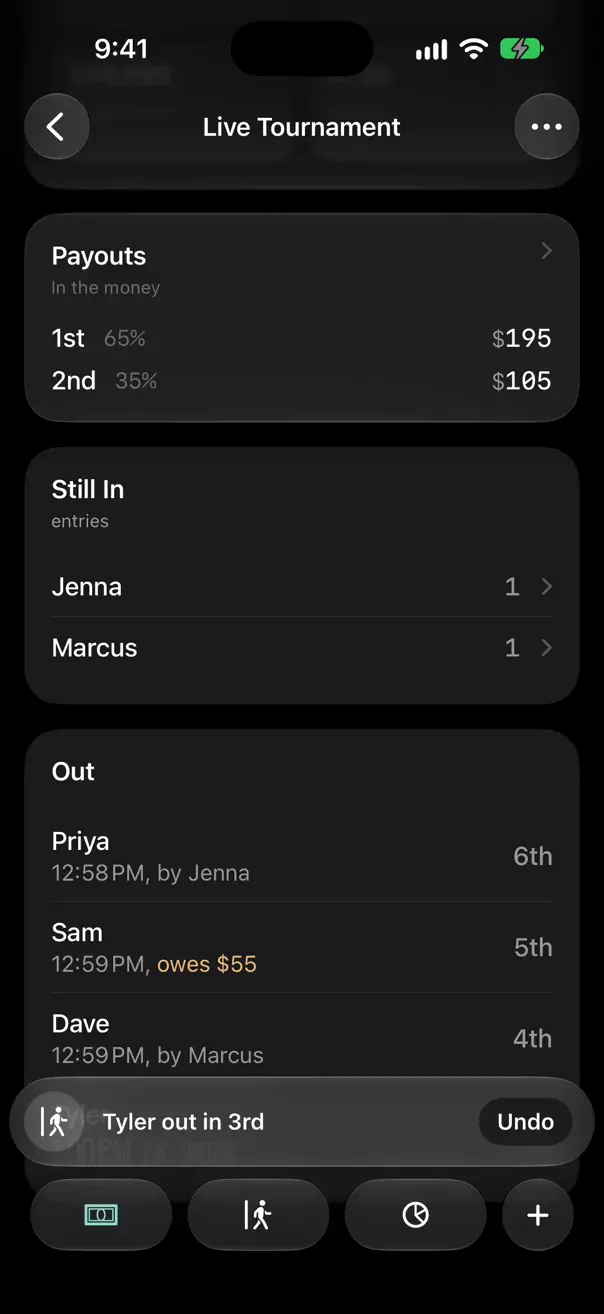 9:41
Live Tournament
Payouts
In the money
1st 65% $195
2nd 35% $105
Still In
entries
Jenna 1
Marcus 1
Out
Priya 6th
12:58 PM, by Jenna
Sam 5th
12:59 PM, owes $55
Dave 4th
12:59 PM, by Marcus
Tyler out in 3rd Undo